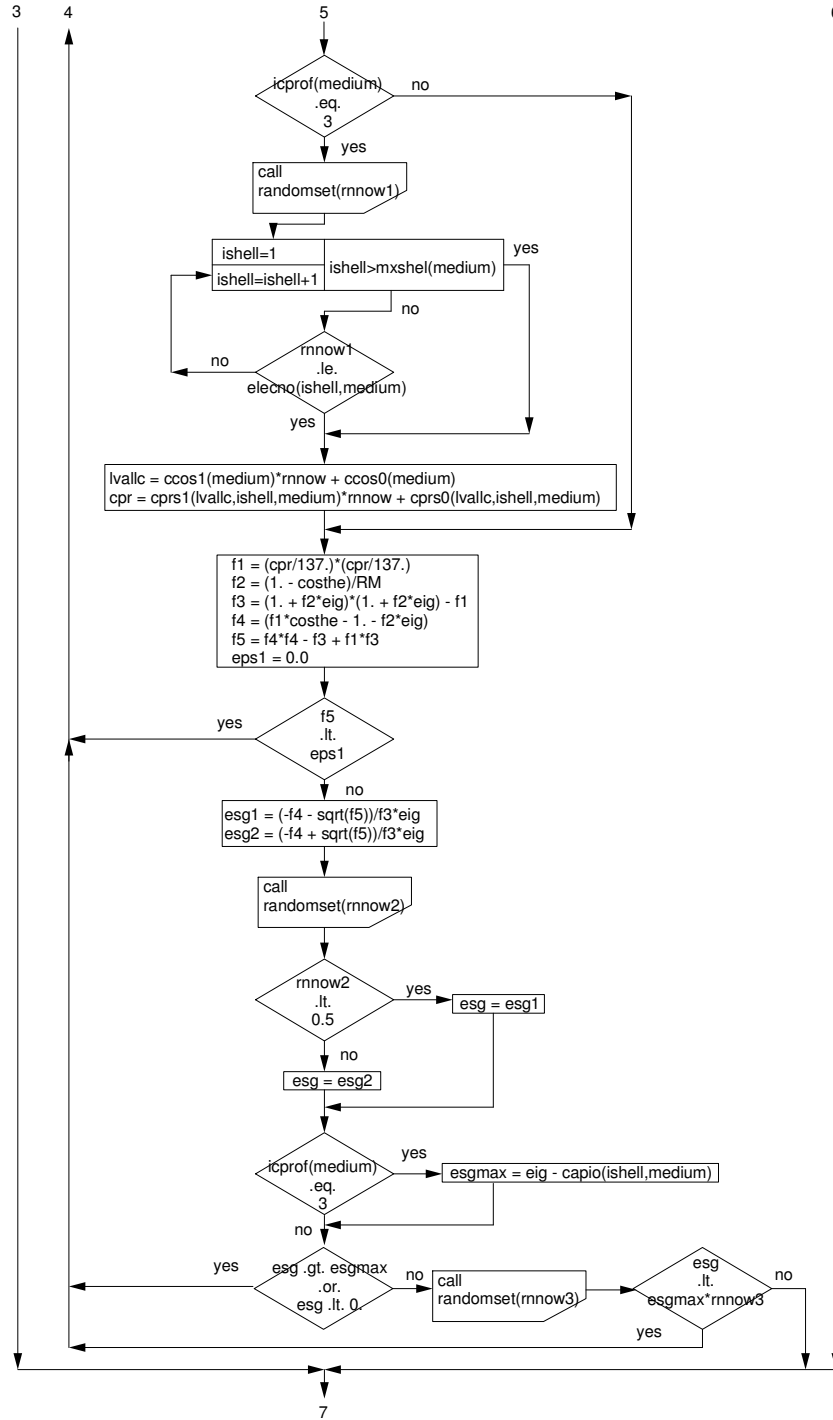 3
4
5
6
icprof(medium)
.eq.
3
no
yes
call
randomset(rnnow1)
ishell=1
ishell=ishell+1
ishell>mxshel(medium)
yes
no
rnnow1
.le.
elecno(ishell,medium)
no
yes
lvallc = ccos1(medium)*rnnow + ccos0(medium)
cpr = cprs1(lvallc,ishell,medium)*rnnow + cprs0(lvallc,ishell,medium)
f1 = (cpr/137.)*(cpr/137.)
f2 = (1. - costhe)/RM
f3 = (1. + f2*eig)*(1. + f2*eig) - f1
f4 = (f1*costhe - 1. - f2*eig)
f5 = f4*f4 - f3 + f1*f3
eps1 = 0.0
f5
.lt.
eps1
yes
no
esg1 = (-f4 - sqrt(f5))/f3*eig
esg2 = (-f4 + sqrt(f5))/f3*eig
call
randomset(rnnow2)
rnnow2
.lt.
0.5
yes
esg = esg1
no
esg = esg2
icprof(medium)
.eq.
3
yes
esgmax = eig - capio(ishell,medium)
no
esg .gt. esgmax
.or.
esg .lt. 0.
yes
no
call
randomset(rnnow3)
esg
.lt.
esgmax*rnnow3
no
yes
7